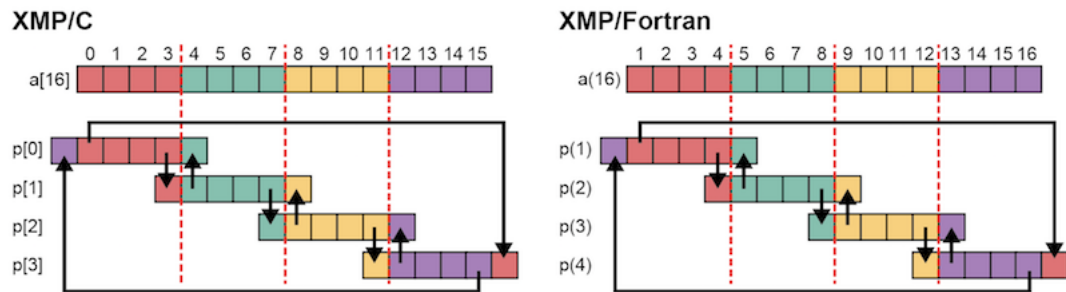 XMP/C
0 1 2 3 4 5 6 7 8 9 10 11 12 13 14 15
a[16]
p[0]
p[1]
p[2]
p[3]
XMP/Fortran
1 2 3 4 5 6 7 8 9 10 11 12 13 14 15 16
a(16)
p(1)
p(2)
p(3)
p(4)